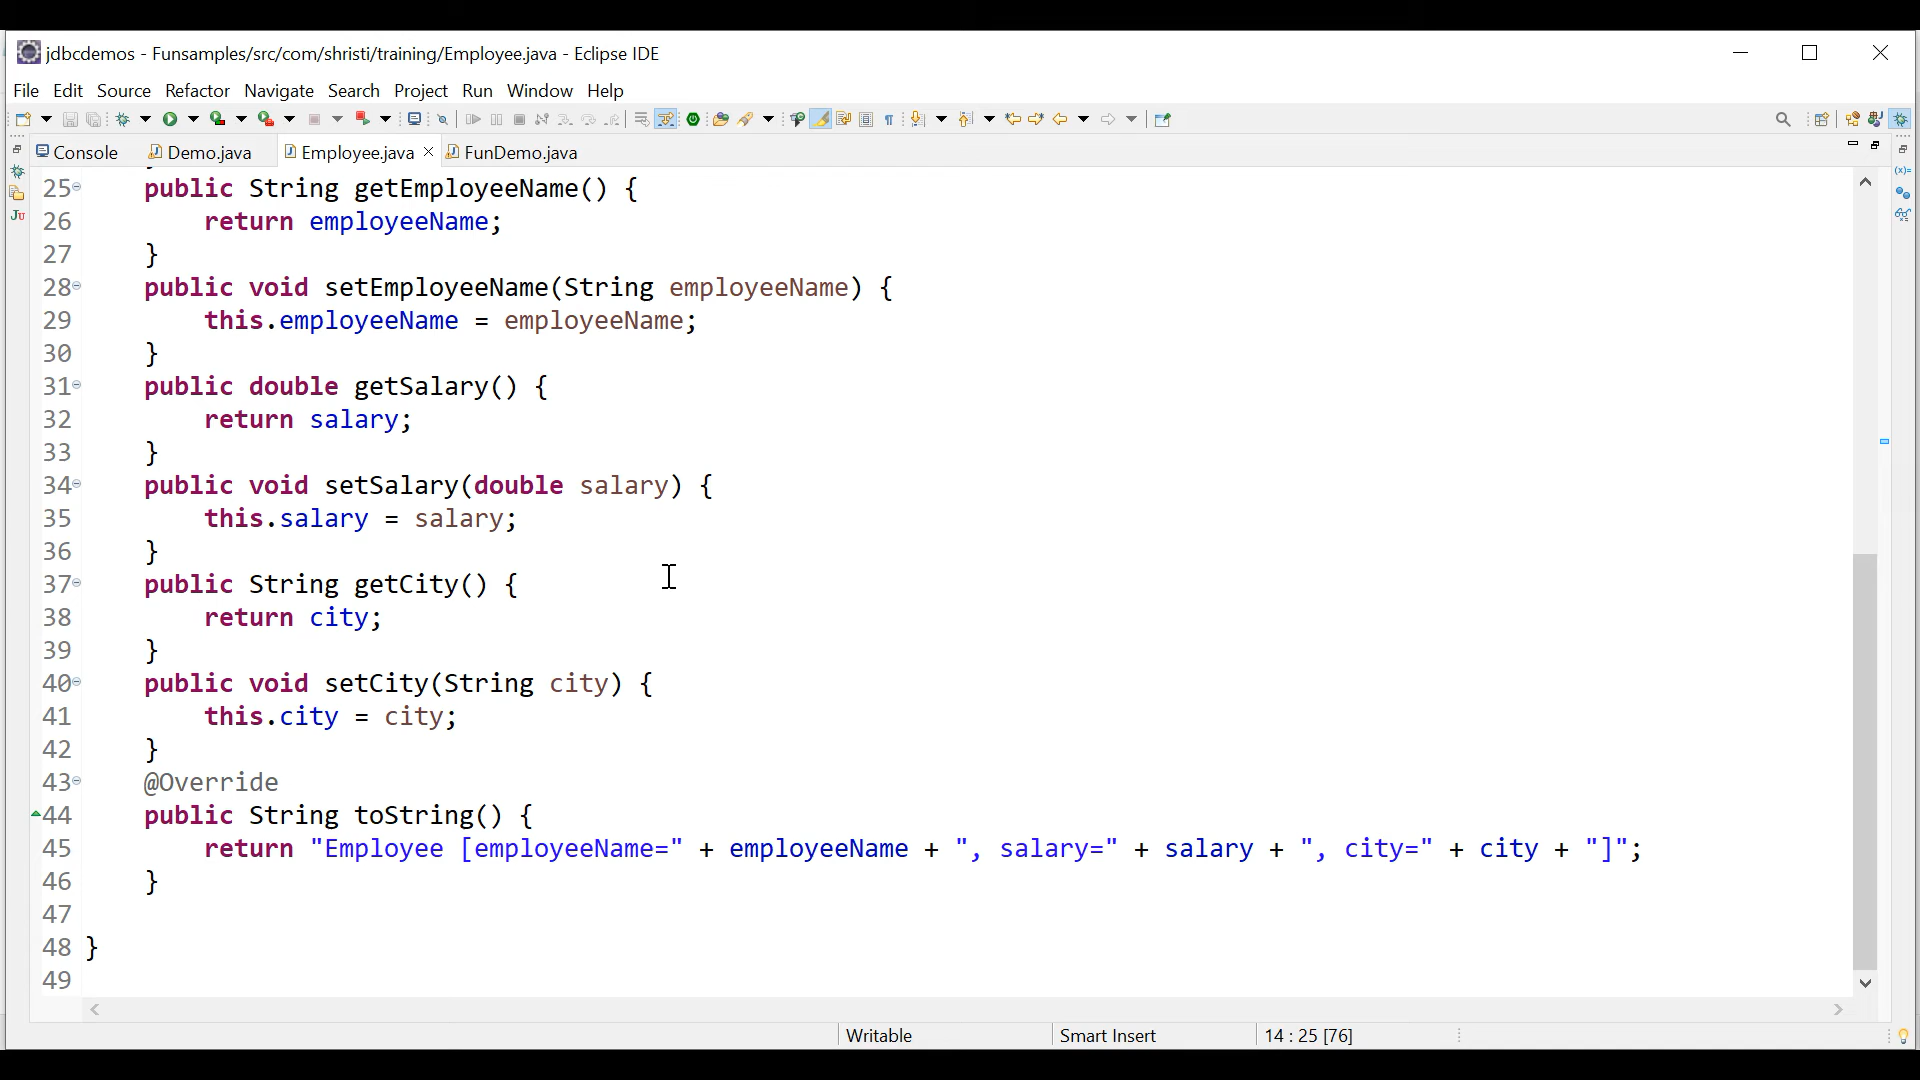 jdbcdemos - Funsamples/src/com/shristi/training/Employee.java - Eclipse IDE
File Edit Source Refactor Navigate Search Project Run Window Help
Console Demo.java Employee.java FunDemo.java
25 public String getEmployeeName() {
26 return employeeName;
27 }
28 public void setEmployeeName(String employeeName) {
29 this.employeeName = employeeName;
30 }
31 public double getSalary() {
32 return salary;
33 }
34 public void setSalary(double salary) {
35 this.salary = salary;
36 }
37 public String getCity() {
38 return city;
39 }
40 public void setCity(String city) {
41 this.city = city;
42 }
43 @Override
44 public String toString() {
45 return "Employee [employeeName=" + employeeName + ", salary=" + salary + ", city=" + city + "]";
46 }
47
48 }
49
Writable Smart Insert 14 : 25 [76]